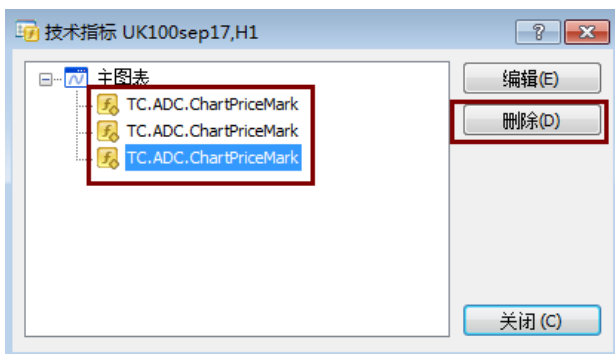 技术指标 UK100sep17,H1
主图表
TC.ADC.ChartPriceMark
TC.ADC.ChartPriceMark
TC.ADC.ChartPriceMark
编辑(E)
删除(D)
关闭 (C)